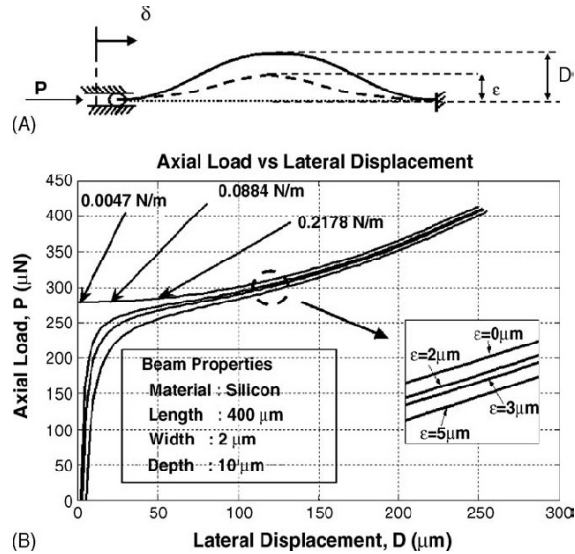 δ
P
ε
D
(A)
Axial Load vs Lateral Displacement
Axial Load, P (μN)
450
400
350
300
250
200
150
100
50
0
0.0047 N/m
0.0884 N/m
0.2178 N/m
Beam Properties
Material : Silicon
Length : 400 μm
Width : 2 μm
Depth : 10 μm
ε=0μm
ε=2μm
ε=3μm
ε=5μm
0 50 100 150 200 250 300
(B)
Lateral Displacement, D (μm)